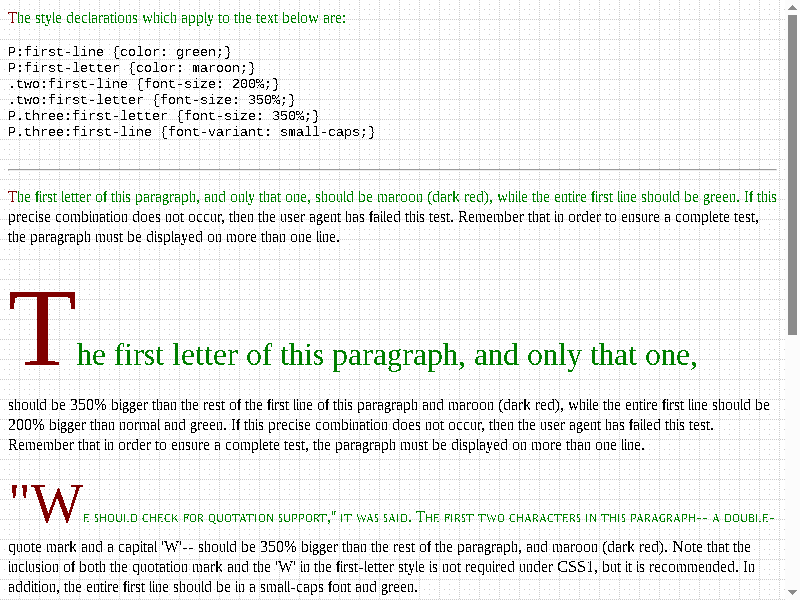 The style declarations which apply to the text below are:
P:first-line {color: green;}
P:first-letter {color: maroon;}
.two:first-line {font-size: 200%;}
.two:first-letter {font-size: 350%;}
P.three:first-letter {font-size: 350%;}
P.three:first-line {font-variant: small-caps;}
The first letter of this paragraph, and only that one, should be maroon (dark red), while the entire first line should be green. If this
precise combination does not occur, then the user agent has failed this test. Remember that in order to ensure a complete test,
the paragraph must be displayed on more than one line.
The first letter of this paragraph, and only that one,
should be 350% bigger than the rest of the first line of this paragraph and maroon (dark red), while the entire first line should be
200% bigger than normal and green. If this precise combination does not occur, then the user agent has failed this test.
Remember that in order to ensure a complete test, the paragraph must be displayed on more than one line.
"We should check for quotation support," it was said. The first two characters in this paragraph-- a double-
quote mark and a capital 'W'-- should be 350% bigger than the rest of the paragraph, and maroon (dark red). Note that the
inclusion of both the quotation mark and the 'W' in the first-letter style is not required under CSS1, but it is recommended. In
addition, the entire first line should be in a small-caps font and green.